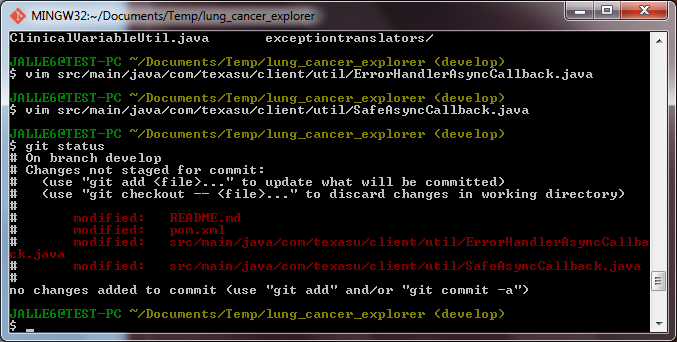 MINGW32:~/Documents/Temp/lung_cancer_explorer
ClinicalVariableUtil.java       exceptiontranslators/
JALLE6@TEST-PC ~/Documents/Temp/lung_cancer_explorer (develop)
$ vim src/main/java/com/texasu/client/util/ErrorHandlerAsyncCallback.java
JALLE6@TEST-PC ~/Documents/Temp/lung_cancer_explorer (develop)
$ vim src/main/java/com/texasu/client/util/SafeAsyncCallback.java
JALLE6@TEST-PC ~/Documents/Temp/lung_cancer_explorer (develop)
$ git status
# On branch develop
# Changes not staged for commit:
#   (use "git add <file>..." to update what will be committed)
#   (use "git checkout -- <file>..." to discard changes in working directory)
#
#       modified:   README.md
#       modified:   pom.xml
#       modified:   src/main/java/com/texasu/client/util/ErrorHandlerAsyncCallba
ck.java
#       modified:   src/main/java/com/texasu/client/util/SafeAsyncCallback.java
#
no changes added to commit (use "git add" and/or "git commit -a")
JALLE6@TEST-PC ~/Documents/Temp/lung_cancer_explorer (develop)
$